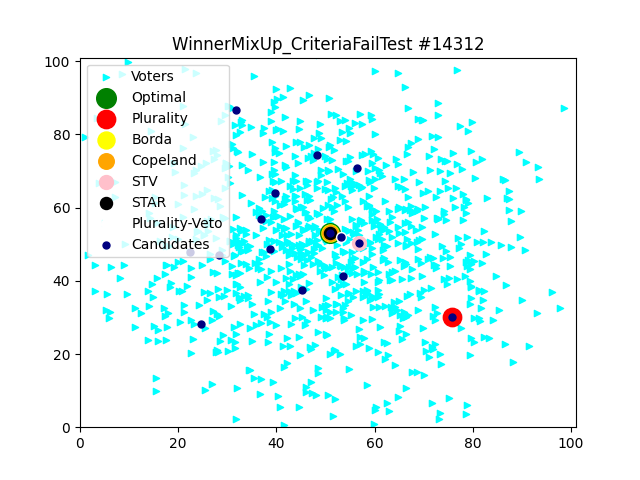 WinnerMixUp_CriteriaFailTest #14312
Voters
Optimal
Plurality
Borda
Copeland
STV
STAR
Plurality-Veto
Candidates
100
80
60
40
20
0
0 20 40 60 80 100